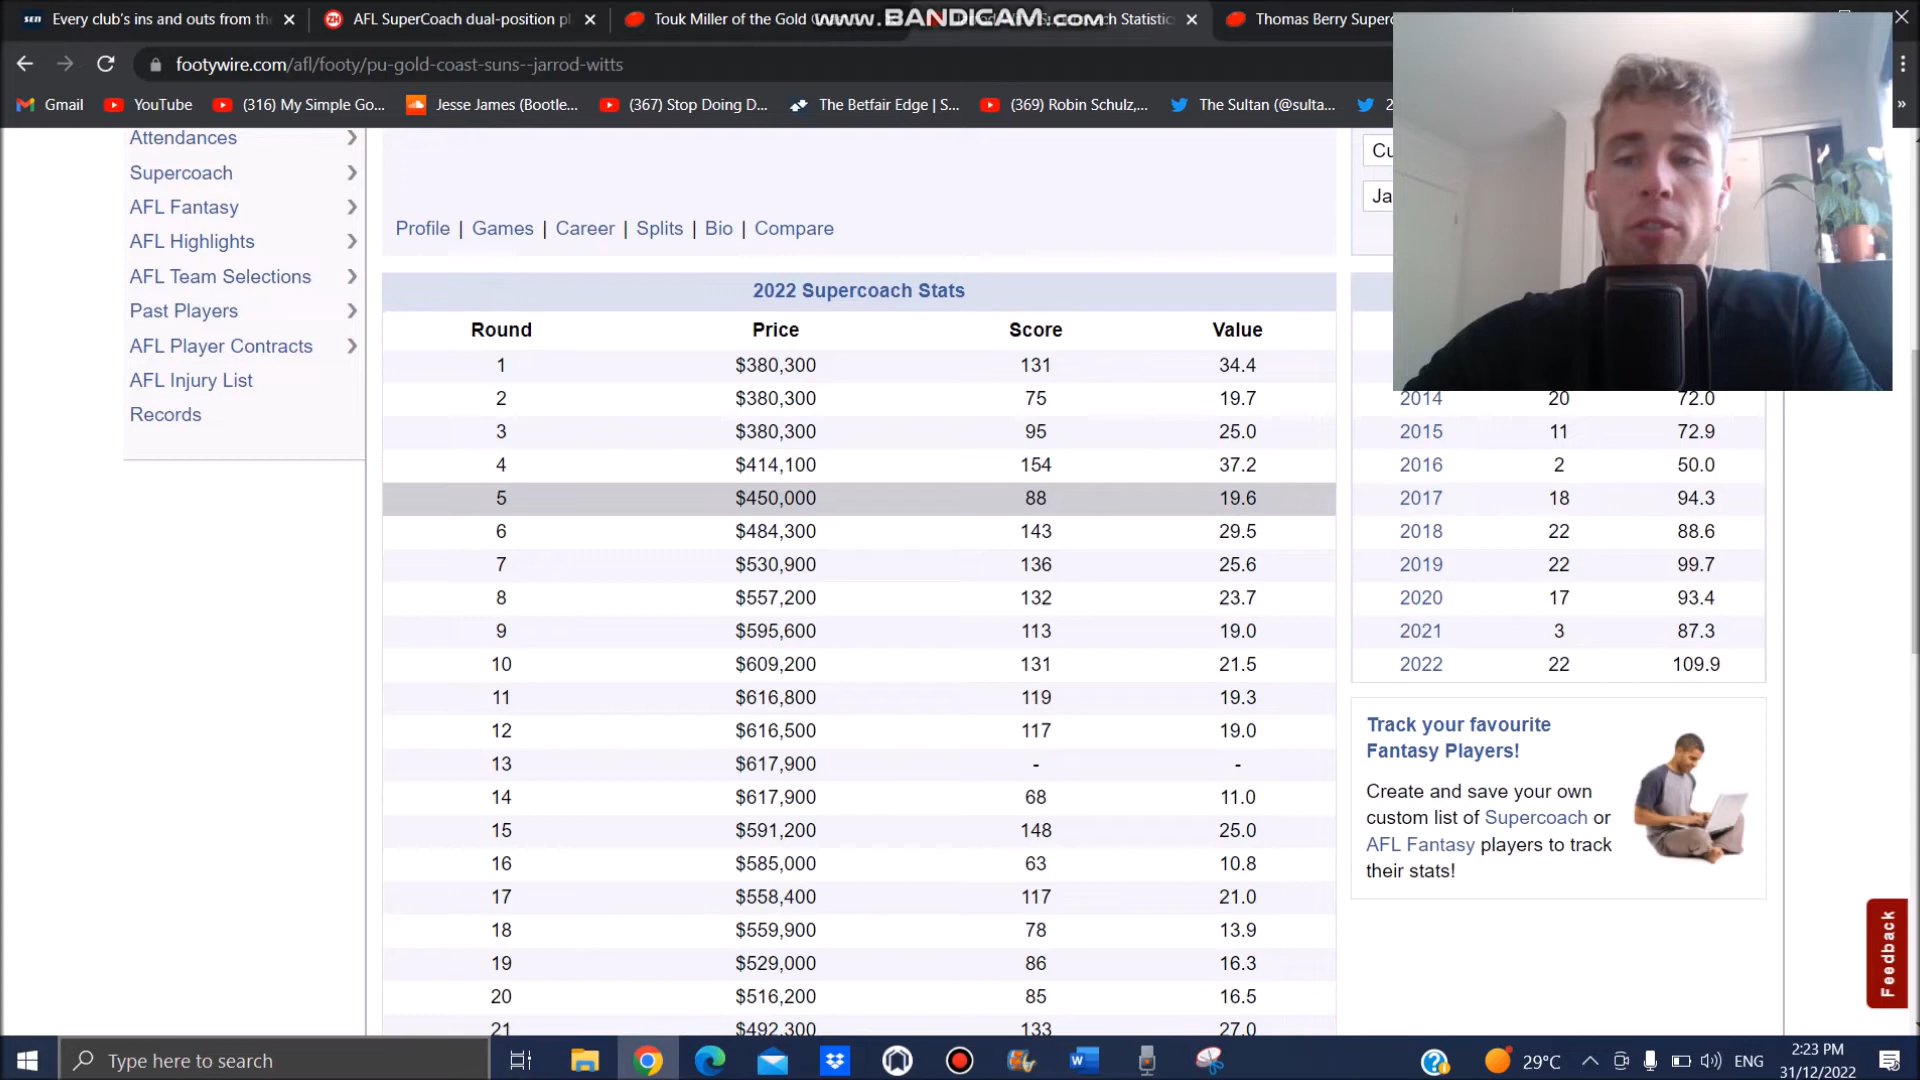 Every club's ins and outs from the
AFL SuperCoach dual-position pl
Touk Miller of the Gold C
www.BANDICAM.com
Supercoach Statistic
Thomas Berry Superc
footywire.com/afl/footy/pu-gold-coast-suns--jarrod-witts
Gmail
YouTube
(316) My Simple Go...
Jesse James (Bootle...
(367) Stop Doing D...
The Betfair Edge | S...
(369) Robin Schulz,...
The Sultan (@sulta...
2
»
Attendances
Supercoach
AFL Fantasy
AFL Highlights
AFL Team Selections
Past Players
AFL Player Contracts
AFL Injury List
Records
Cu
Ja
Profile | Games | Career | Splits | Bio | Compare
2022 Supercoach Stats
Round Price Score Value
1 $380,300 131 34.4
2 $380,300 75 19.7
3 $380,300 95 25.0
4 $414,100 154 37.2
5 $450,000 88 19.6
6 $484,300 143 29.5
7 $530,900 136 25.6
8 $557,200 132 23.7
9 $595,600 113 19.0
10 $609,200 131 21.5
11 $616,800 119 19.3
12 $616,500 117 19.0
13 $617,900 - -
14 $617,900 68 11.0
15 $591,200 148 25.0
16 $585,000 63 10.8
17 $558,400 117 21.0
18 $559,900 78 13.9
19 $529,000 86 16.3
20 $516,200 85 16.5
21 $492,300 133 27.0
2014 20 72.0
2015 11 72.9
2016 2 50.0
2017 18 94.3
2018 22 88.6
2019 22 99.7
2020 17 93.4
2021 3 87.3
2022 22 109.9
Track your favourite
Fantasy Players!
Create and save your own
custom list of Supercoach or
AFL Fantasy players to track
their stats!
Feedback
Type here to search
29°C
ENG
2:23 PM
31/12/2022